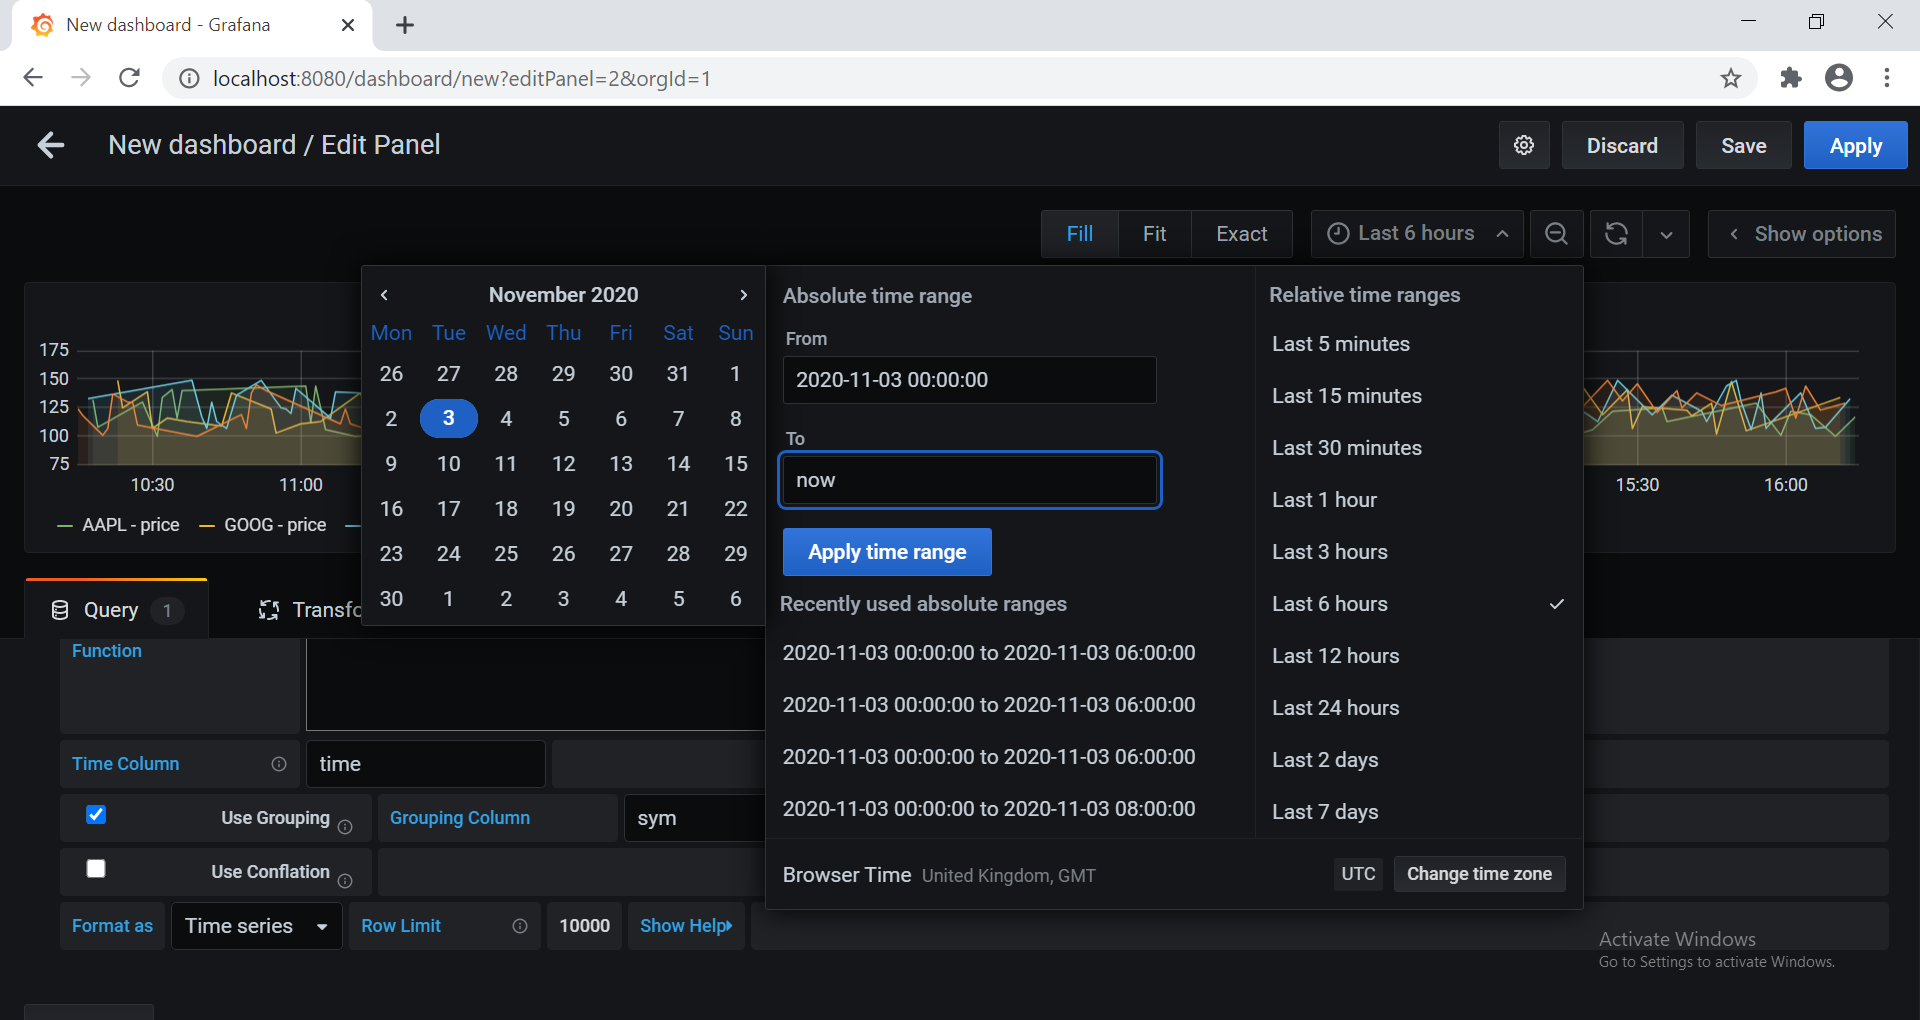 New dashboard - Grafana
localhost:8080/dashboard/new?editPanel=2&orgId=1
New dashboard / Edit Panel
Discard
Save
Apply
Fill
Fit
Exact
Last 6 hours
Show options
November 2020
Mon Tue Wed Thu Fri Sat Sun
26 27 28 29 30 31 1
2 3 4 5 6 7 8
9 10 11 12 13 14 15
16 17 18 19 20 21 22
23 24 25 26 27 28 29
30 1 2 3 4 5 6
Absolute time range
From
2020-11-03 00:00:00
To
now
Apply time range
Recently used absolute ranges
2020-11-03 00:00:00 to 2020-11-03 06:00:00
2020-11-03 00:00:00 to 2020-11-03 06:00:00
2020-11-03 00:00:00 to 2020-11-03 06:00:00
2020-11-03 00:00:00 to 2020-11-03 08:00:00
Relative time ranges
Last 5 minutes
Last 15 minutes
Last 30 minutes
Last 1 hour
Last 3 hours
Last 6 hours
Last 12 hours
Last 24 hours
Last 2 days
Last 7 days
Browser Time United Kingdom, GMT
UTC
Change time zone
175
150
125
100
75
10:30 11:00
15:30 16:00
AAPL - price GOOG - price
Query 1
Transfo
Function
Time Column
time
Use Grouping
Grouping Column
sym
Use Conflation
Format as
Time series
Row Limit
10000
Show Help
Activate Windows
Go to Settings to activate Windows.